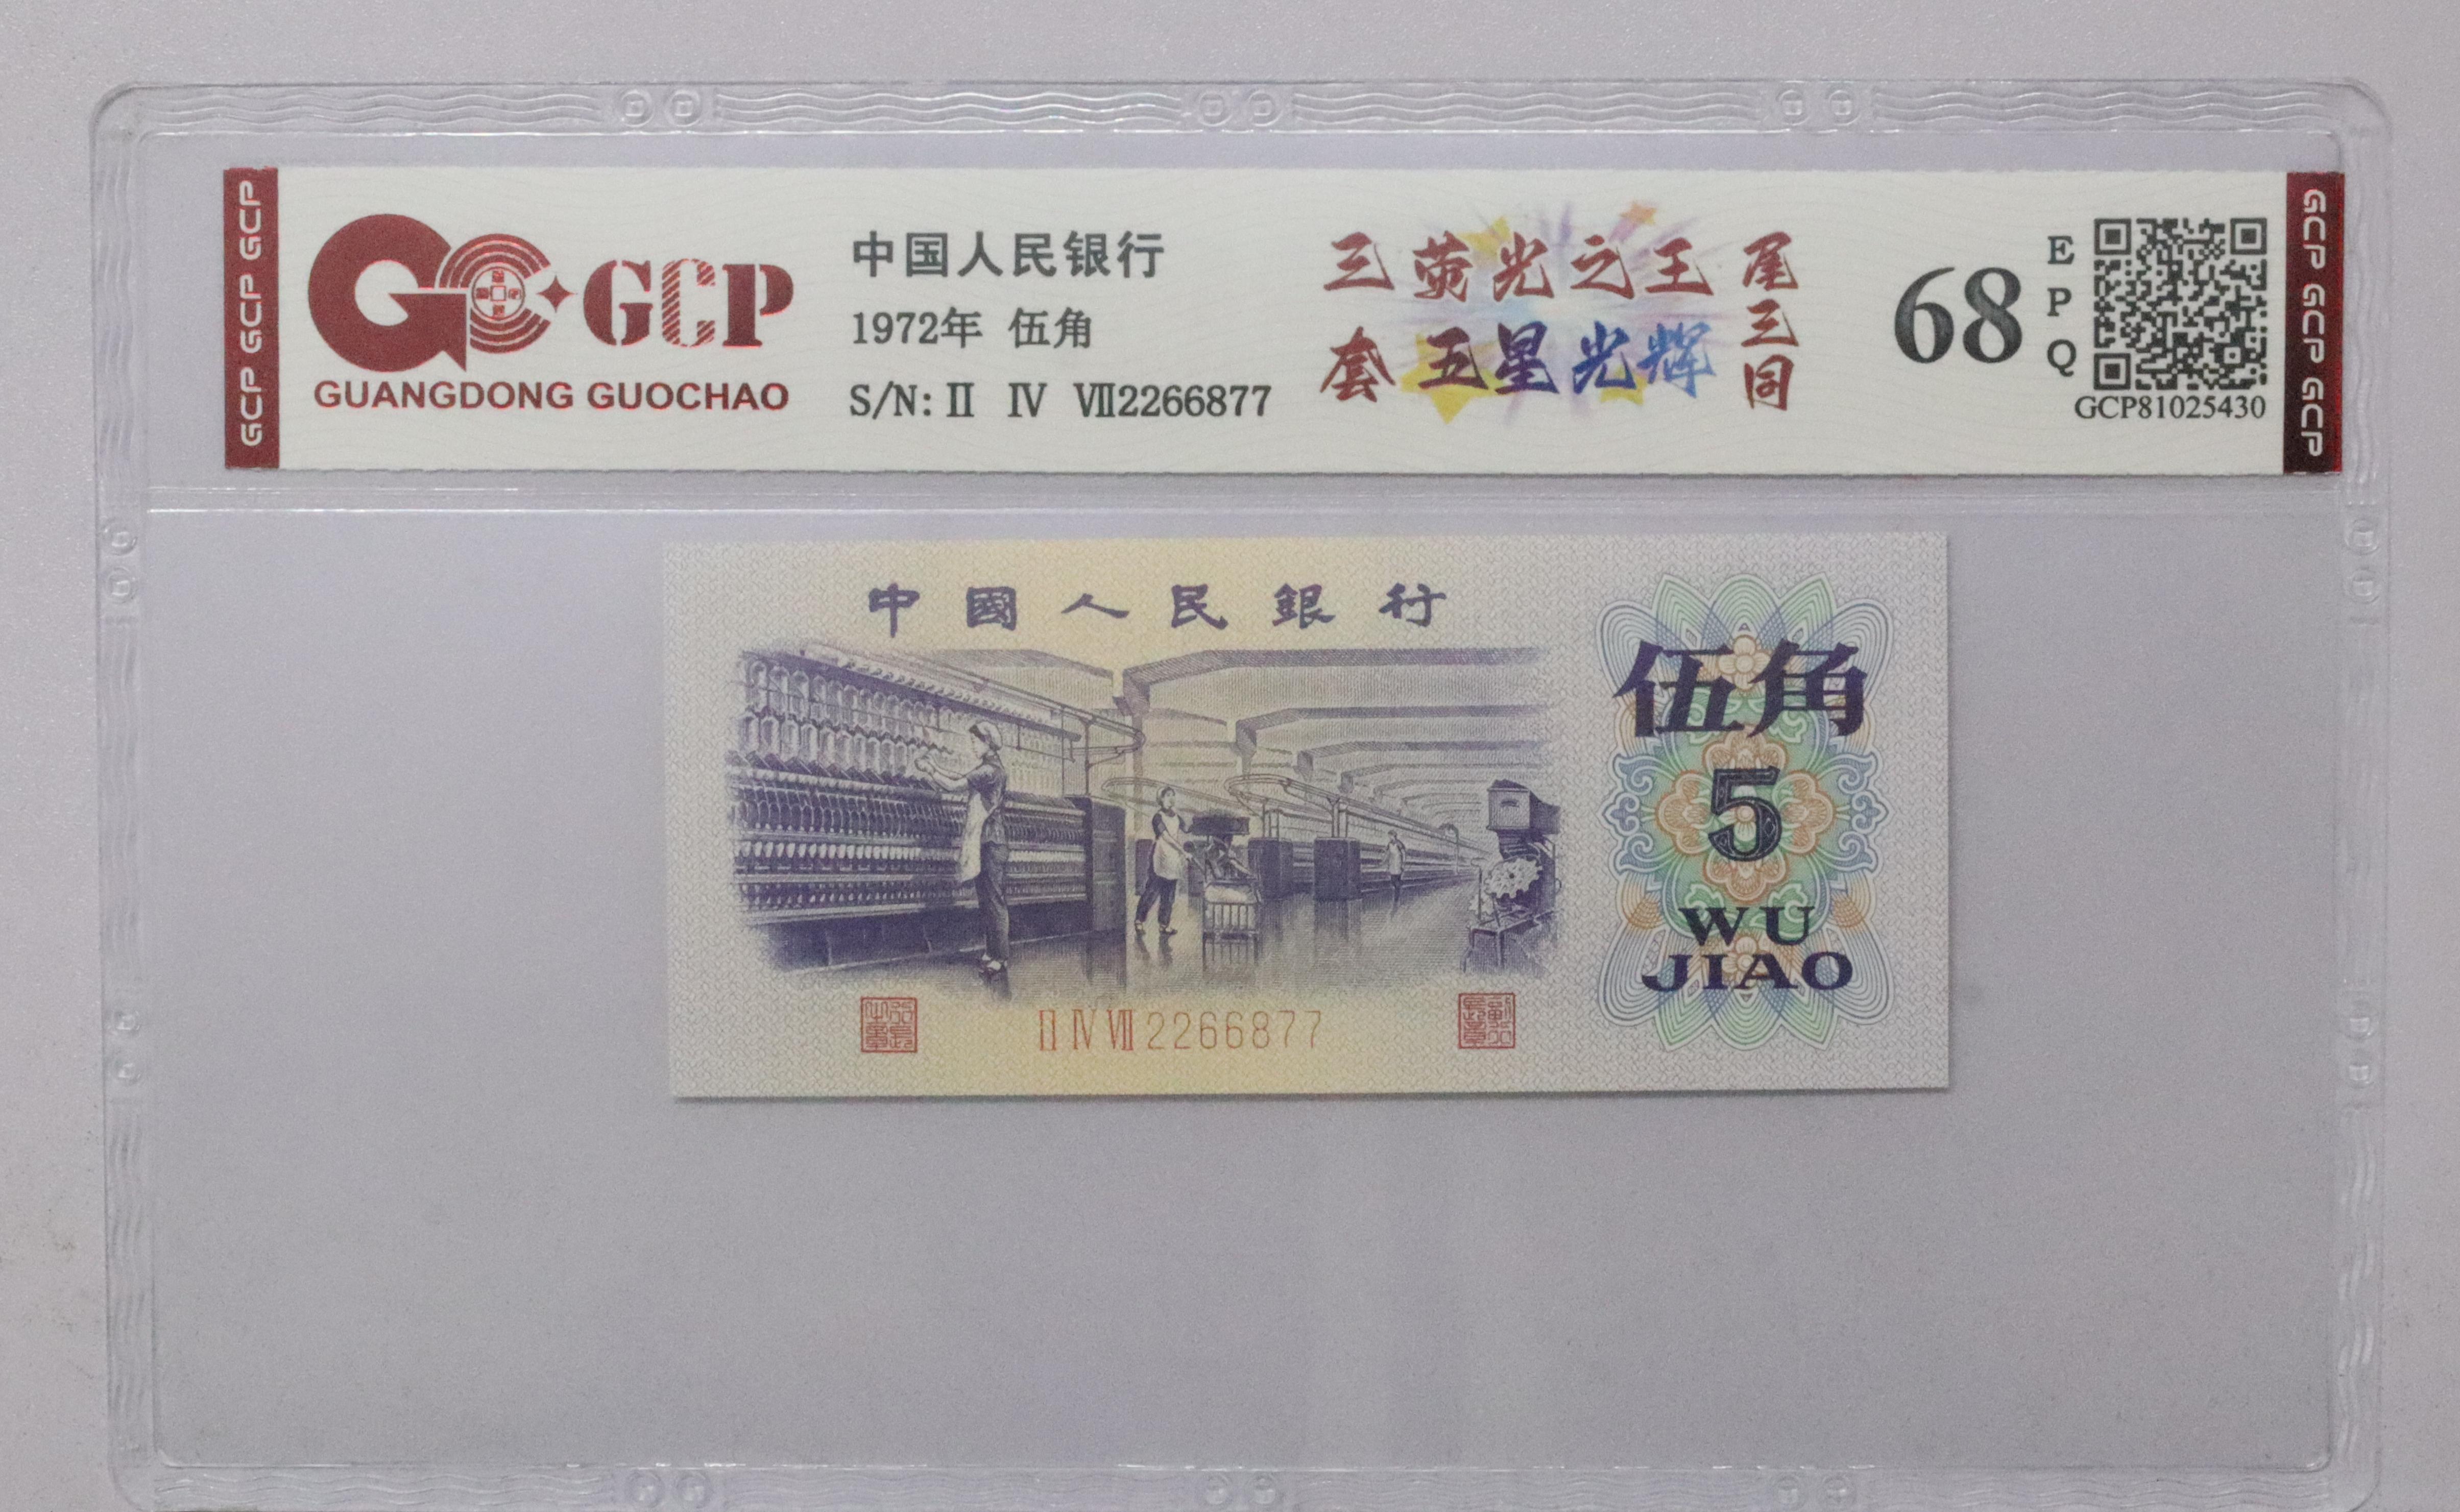 GCP GCP GCP
GCP
GUANGDONG GUOCHAO
中国人民银行
1972年 伍角
S/N: Ⅱ Ⅳ Ⅶ2266877
三套
荧光之王
五星光辉
尾三同
68
EPQ
GCP81025430
GCP GCP GCP
中國人民銀行
伍角
5
WU
JIAO
Ⅱ Ⅳ Ⅶ 2266877